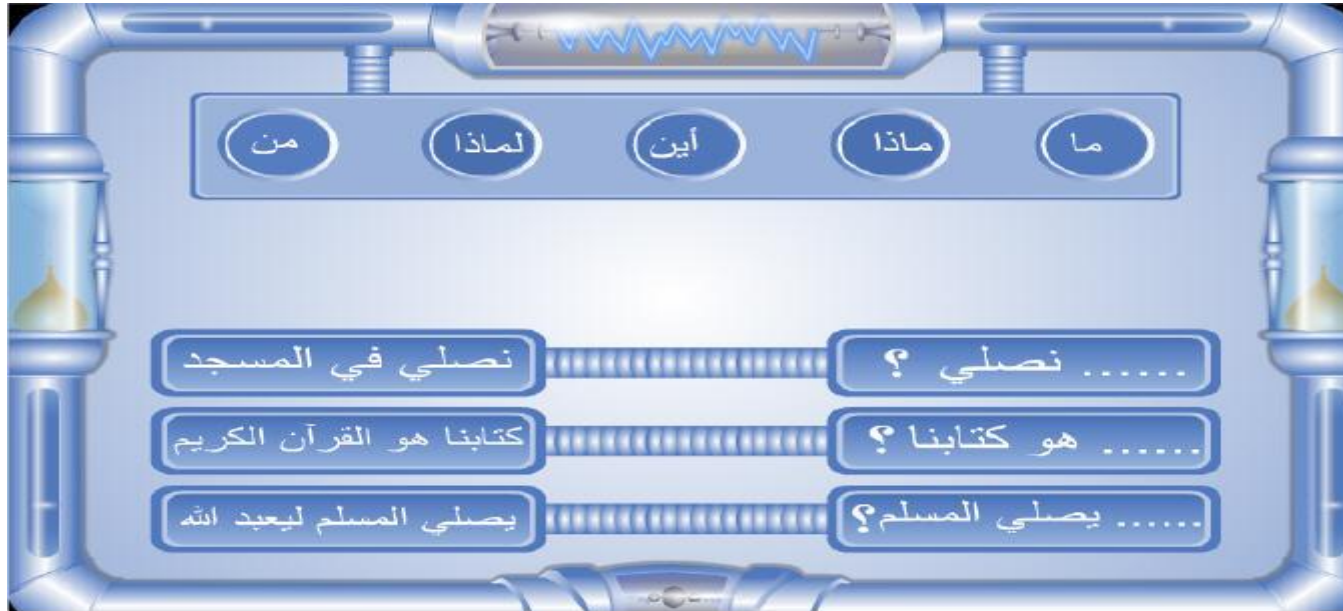 ما ماذا أين لماذا من
...... نصلي ؟ نصلي في المسجد
...... هو كتابنا ؟ كتابنا هو القرآن الكريم
...... يصلي المسلم؟ يصلي المسلم ليعبد الله